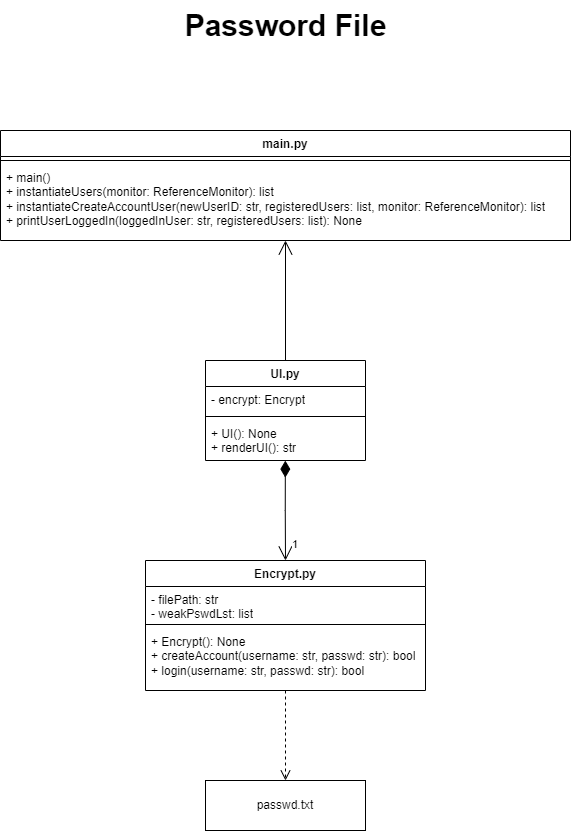 Password File
main.py
+ main()
+ instantiateUsers(monitor: ReferenceMonitor): list
+ instantiateCreateAccountUser(newUserID: str, registeredUsers: list, monitor: ReferenceMonitor): list
+ printUserLoggedIn(loggedInUser: str, registeredUsers: list): None
UI.py
- encrypt: Encrypt
+ UI(): None
+ renderUI(): str
1
Encrypt.py
- filePath: str
- weakPswdLst: list
+ Encrypt(): None
+ createAccount(username: str, passwd: str): bool
+ login(username: str, passwd: str): bool
passwd.txt